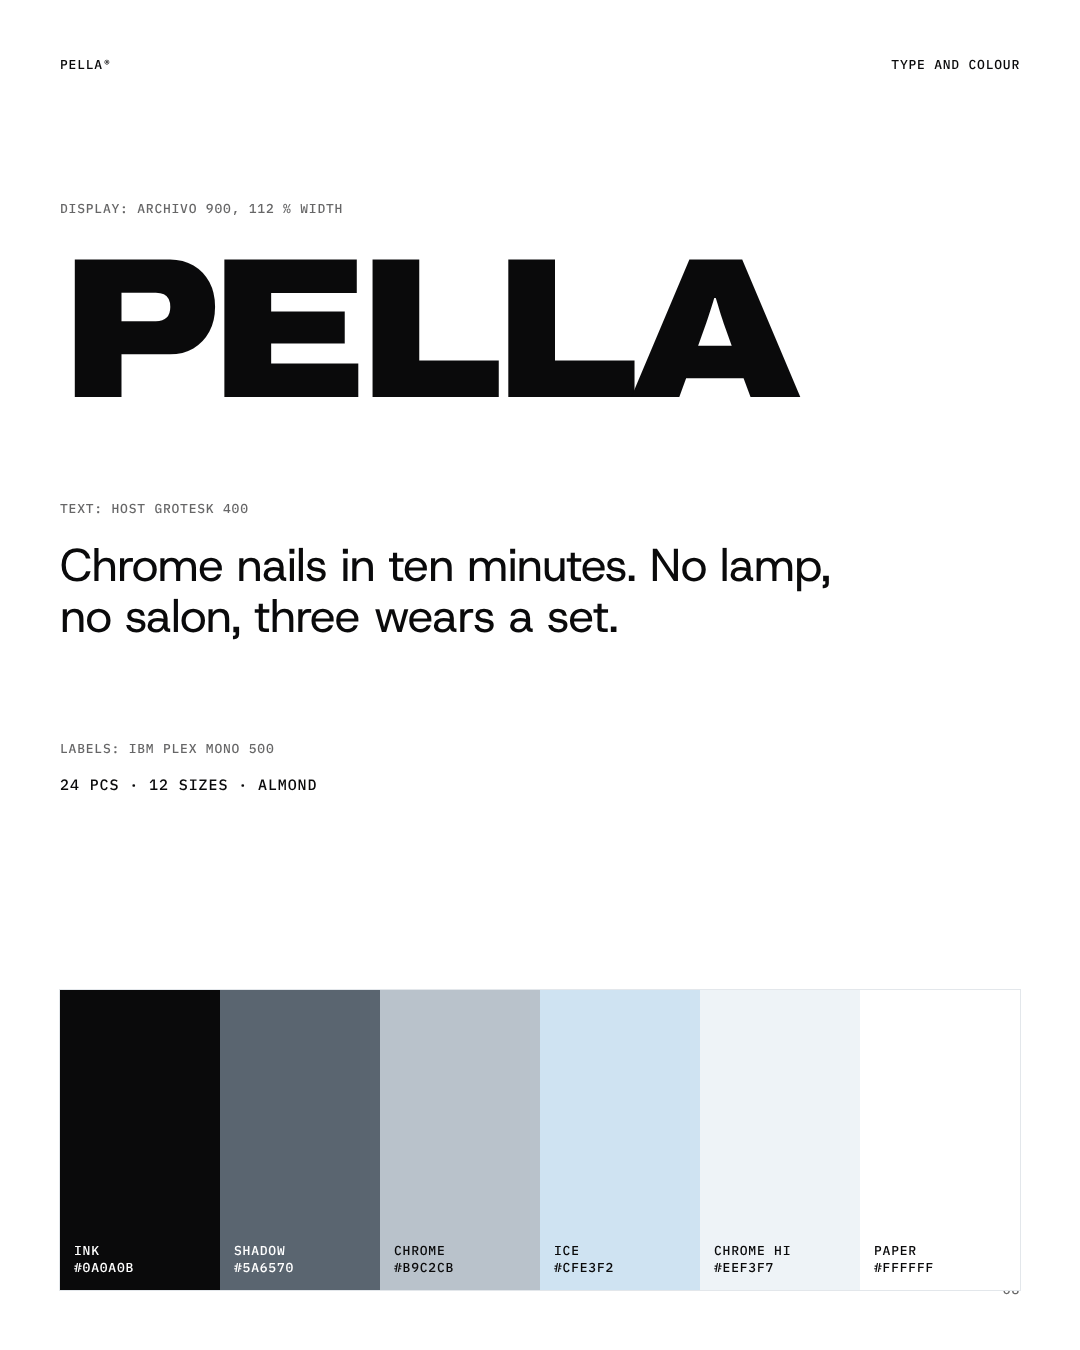 PELLA®
TYPE AND COLOUR
DISPLAY: ARCHIVO 900, 112 % WIDTH
PELLA
TEXT: HOST GROTESK 400
Chrome nails in ten minutes. No lamp,
no salon, three wears a set.
LABELS: IBM PLEX MONO 500
24 PCS · 12 SIZES · ALMOND
INK
#0A0A0B
SHADOW
#5A6570
CHROME
#B9C2CB
ICE
#CFE3F2
CHROME HI
#EEF3F7
PAPER
#FFFFFF